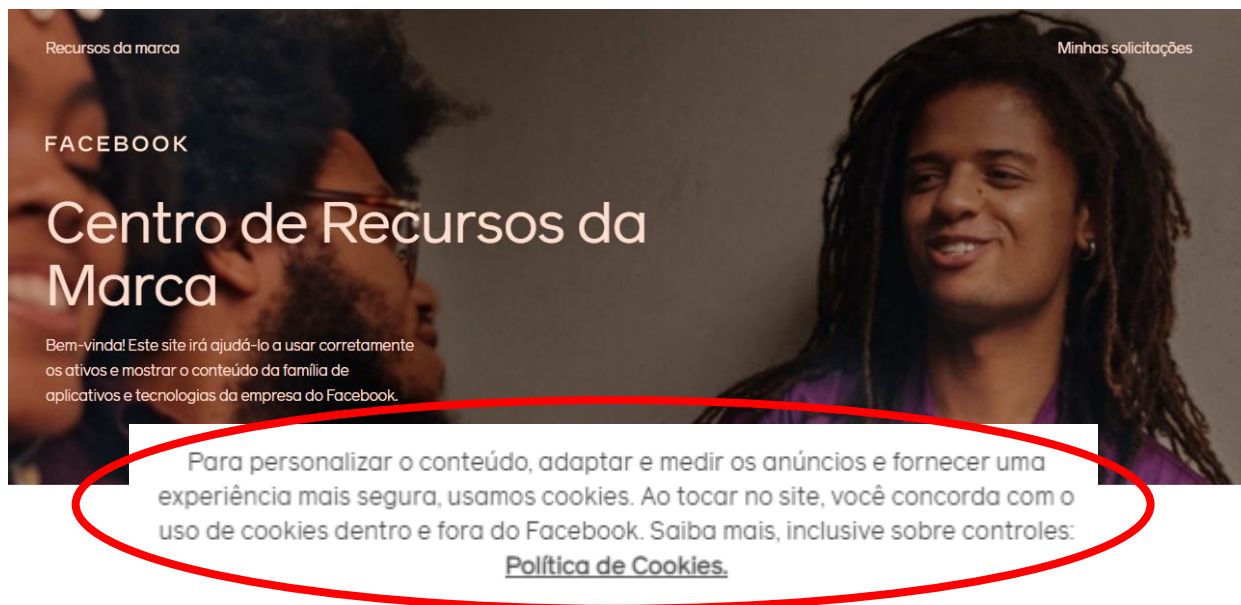 Recursos da marca
Minhas solicitações
FACEBOOK
Centro de Recursos da
Marca
Bem-vinda! Este site irá ajudá-lo a usar corretamente
os ativos e mostrar o conteúdo da família de
aplicativos e tecnologias da empresa do Facebook.
Para personalizar o conteúdo, adaptar e medir os anúncios e fornecer uma
experiência mais segura, usamos cookies. Ao tocar no site, você concorda com o
uso de cookies dentro e fora do Facebook. Saiba mais, inclusive sobre controles:
Política de Cookies.